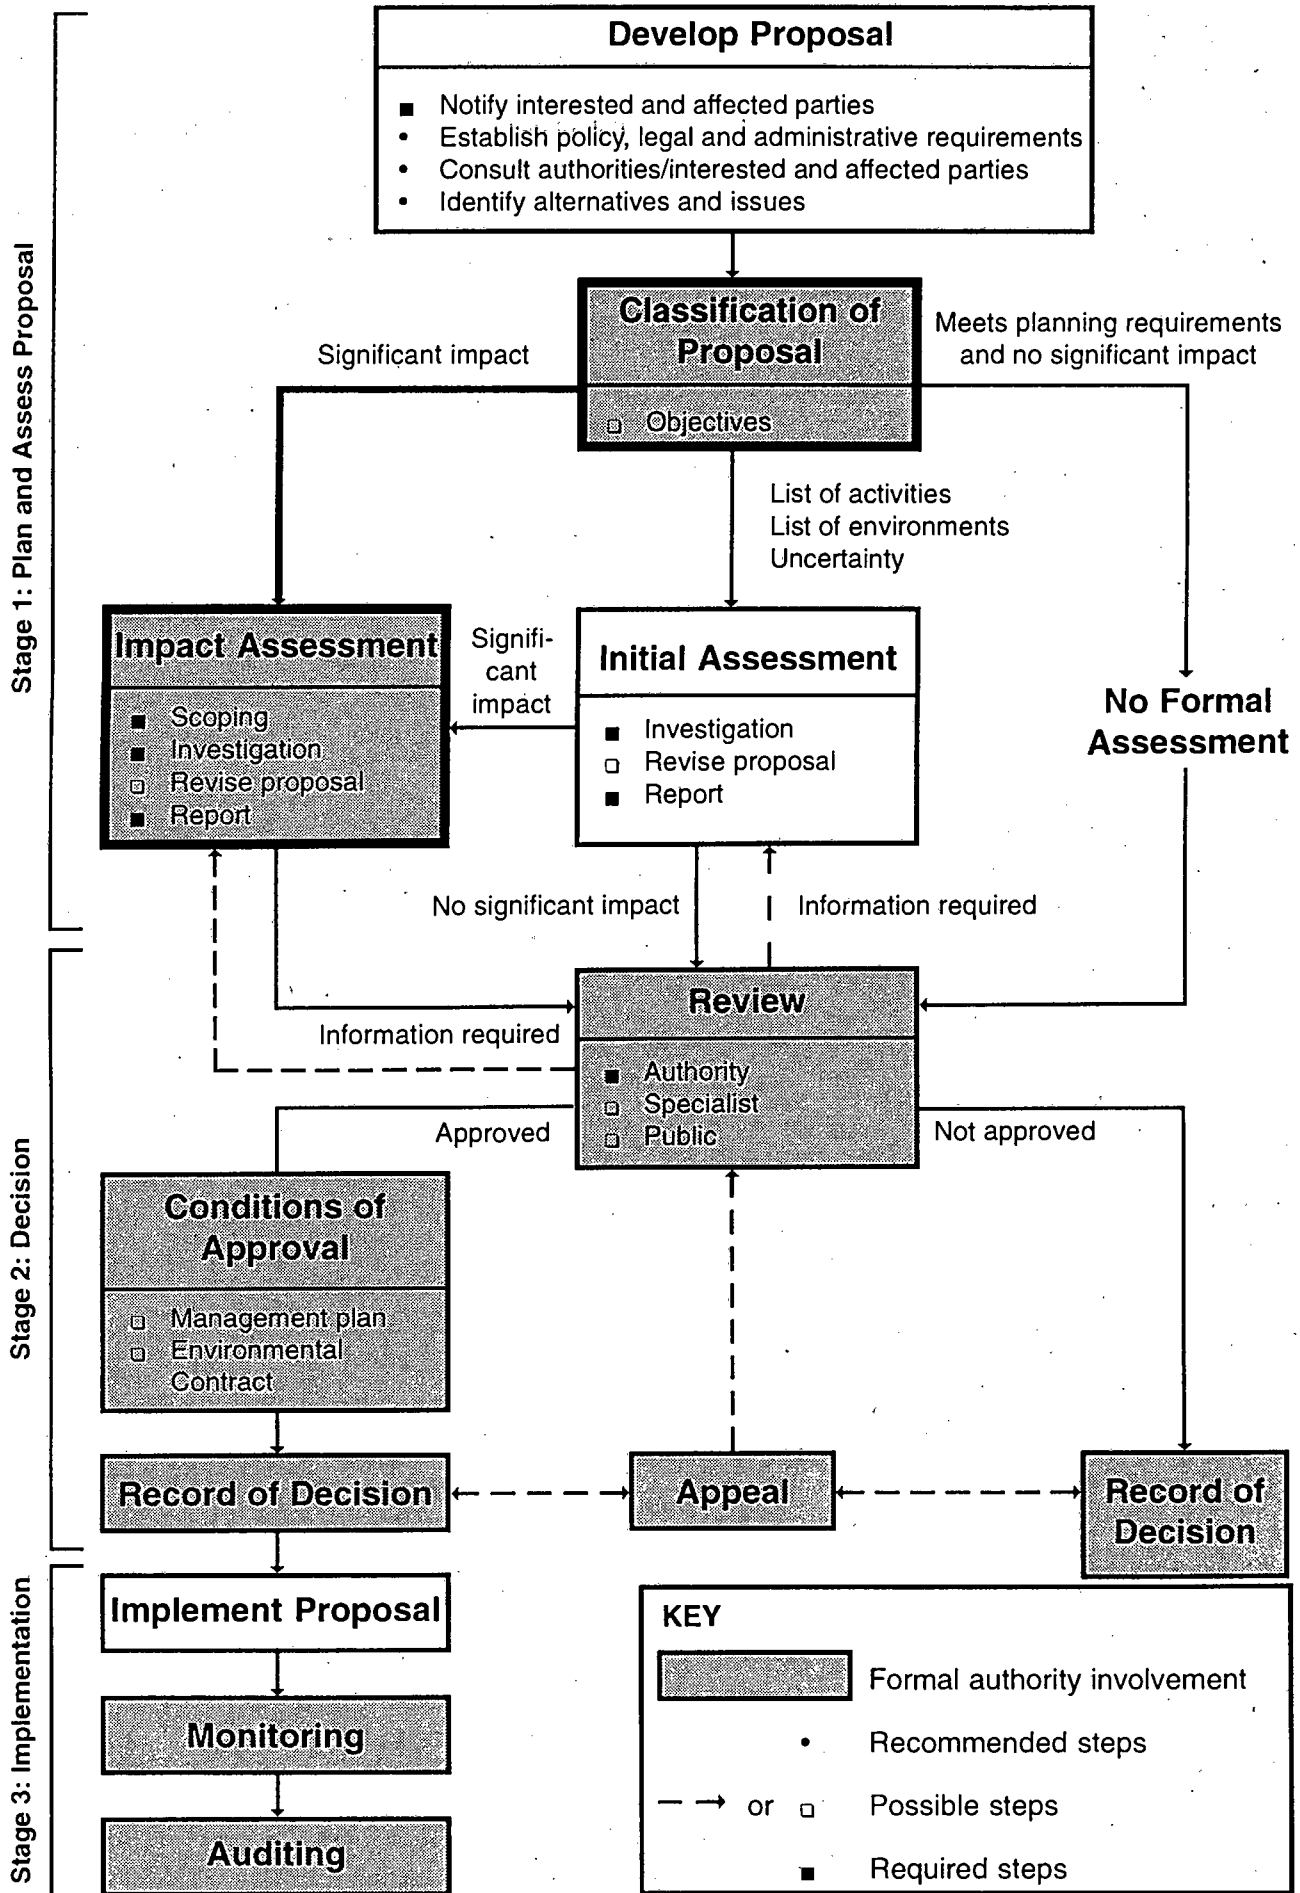 Develop Proposal
■ Notify interested and affected parties
• Establish policy, legal and administrative requirements
• Consult authorities/interested and affected parties
• Identify alternatives and issues
Stage 1: Plan and Assess Proposal
Classification of
Proposal
□ Objectives
Significant impact
Meets planning requirements
and no significant impact
List of activities
List of environments
Uncertainty
Impact Assessment
■ Scoping
■ Investigation
□ Revise proposal
■ Report
Signifi-
cant
impact
Initial Assessment
■ Investigation
□ Revise proposal
■ Report
No Formal
Assessment
No significant impact
Information required
Stage 2: Decision
Review
■ Authority
□ Specialist
□ Public
Information required
Approved
Not approved
Conditions of
Approval
□ Management plan
□ Environmental
Contract
Record of Decision
Appeal
Record of
Decision
Stage 3: Implementation
Implement Proposal
Monitoring
Auditing
KEY
Formal authority involvement
• Recommended steps
or □ Possible steps
■ Required steps